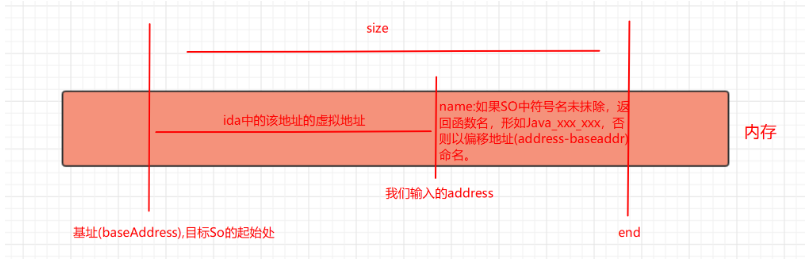 size
name:如果SO中符号名未抹除，返
回函数名，形如Java_xxx_xxx，否
则以偏移地址(address-baseaddr)
命名。
ida中的该地址的虚拟地址
内存
我们输入的address
基址(baseAddress),目标So的起始处
end